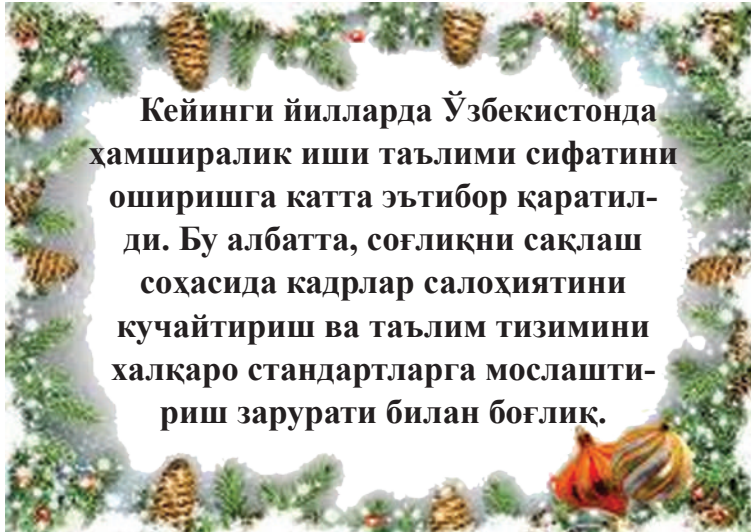 Кейинги йилларда Ўзбекистонда
ҳамширалик иши таълими сифатини
оширишга катта эътибор қаратил-
ди. Бу албатта, соғлиқни сақлаш
соҳасида кадрлар салоҳиятини
кучайтириш ва таълим тизимини
халқаро стандартларга мослашти-
риш зарурати билан боғлиқ.